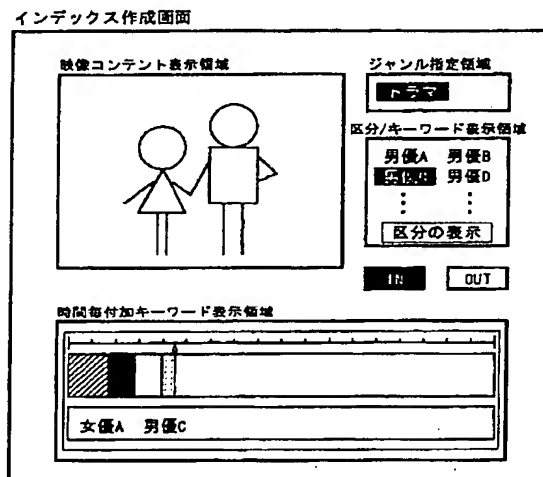 インデックス作成画面
映像コンテント表示領域
ジャンル指定領域
ドラマ
区分/キーワード表示領域
男優A 男優B
男優D
区分の表示
IN OUT
時間毎付加キーワード表示領域
女優A 男優C